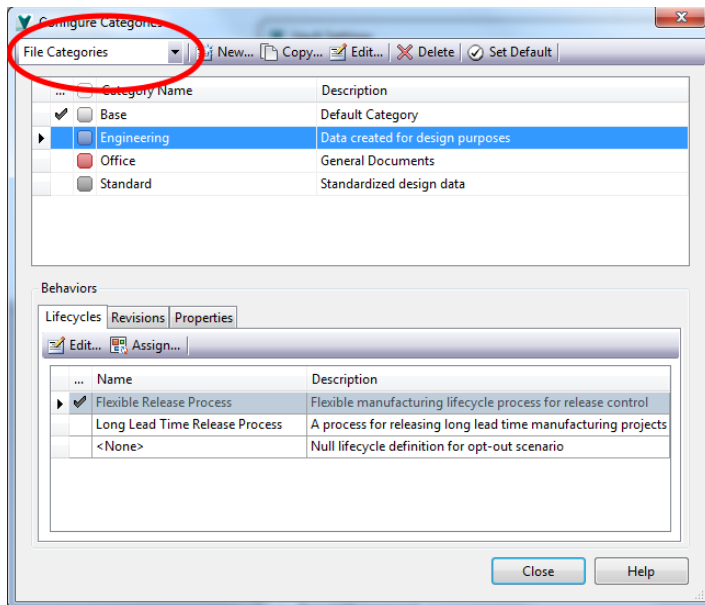 Configure Categories
File Categories New... Copy... Edit... Delete Set Default
... Category Name Description
Base Default Category
Engineering Data created for design purposes
Office General Documents
Standard Standardized design data
Behaviors
Lifecycles Revisions Properties
Edit... Assign...
... Name Description
Flexible Release Process Flexible manufacturing lifecycle process for release control
Long Lead Time Release Process A process for releasing long lead time manufacturing projects
<None> Null lifecycle definition for opt-out scenario
Close Help